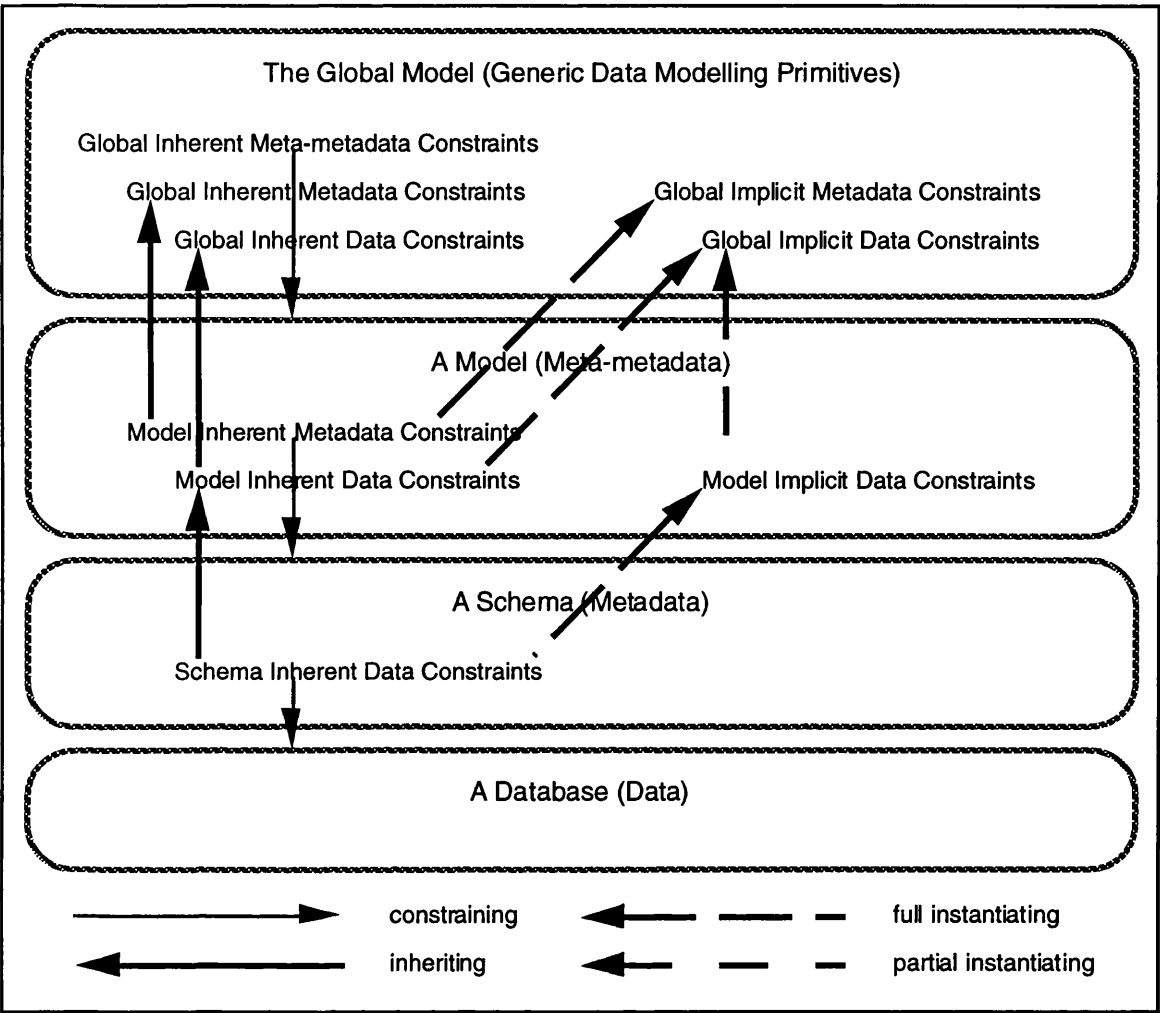 The Global Model (Generic Data Modelling Primitives)
Global Inherent Meta-metadata Constraints
Global Inherent Metadata Constraints
Global Implicit Metadata Constraints
Global Inherent Data Constraints
Global Implicit Data Constraints
A Model (Meta-metadata)
Model Inherent Metadata Constraints
Model Inherent Data Constraints
Model Implicit Data Constraints
A Schema (Metadata)
Schema Inherent Data Constraints
A Database (Data)
constraining
full instantiating
inheriting
partial instantiating